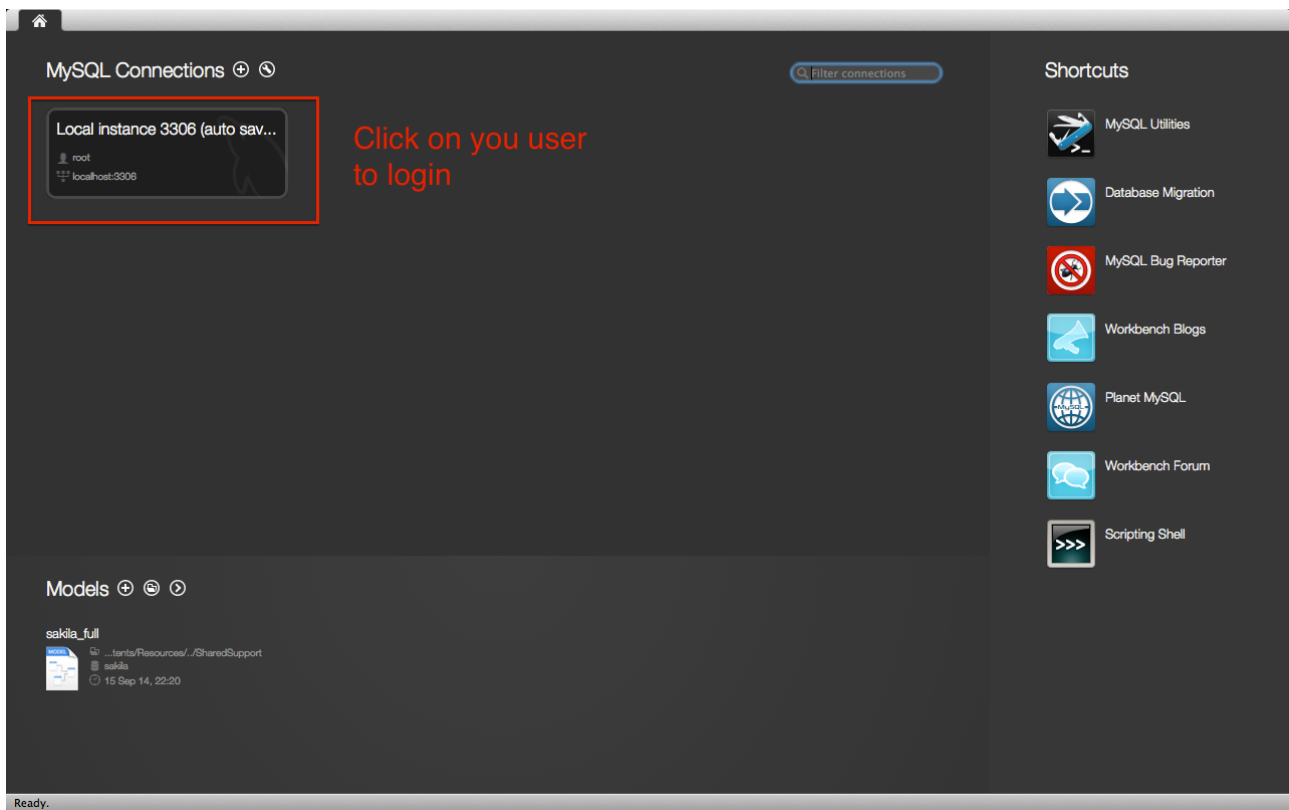 MySQL Connections
Filter connections
Local instance 3306 (auto sav...
root
localhost:3306
Click on you user
to login
Shortcuts
MySQL Utilities
Database Migration
MySQL Bug Reporter
Workbench Blogs
MySQL
Planet MySQL
Workbench Forum
>>>
Scripting Shell
Models
sakila_full
MODEL
...tents/Resources/../SharedSupport
sakila
15 Sep 14, 22:20
Ready.